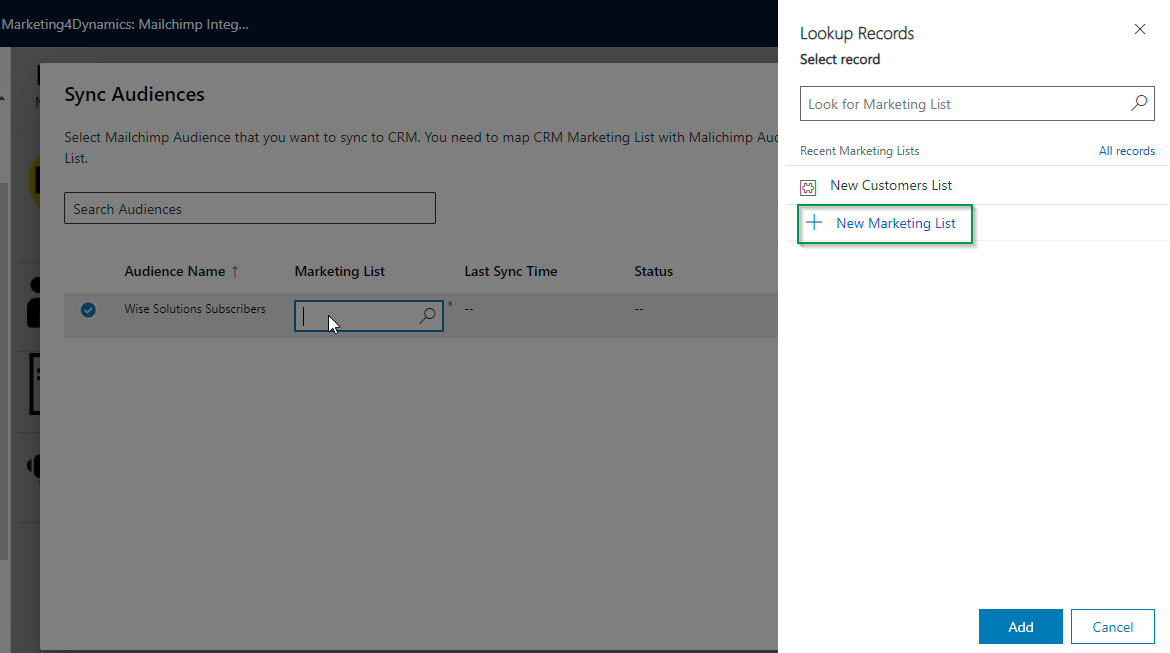 Marketing4Dynamics: Mailchimp Integ...
Sync Audiences
Select Mailchimp Audience that you want to sync to CRM. You need to map CRM Marketing List with Malichimp Aud
List.
Search Audiences
Audience Name ↑ Marketing List Last Sync Time Status
Wise Solutions Subscribers * -- --
Lookup Records
Select record
Look for Marketing List
Recent Marketing Lists All records
New Customers List
+ New Marketing List
Add Cancel